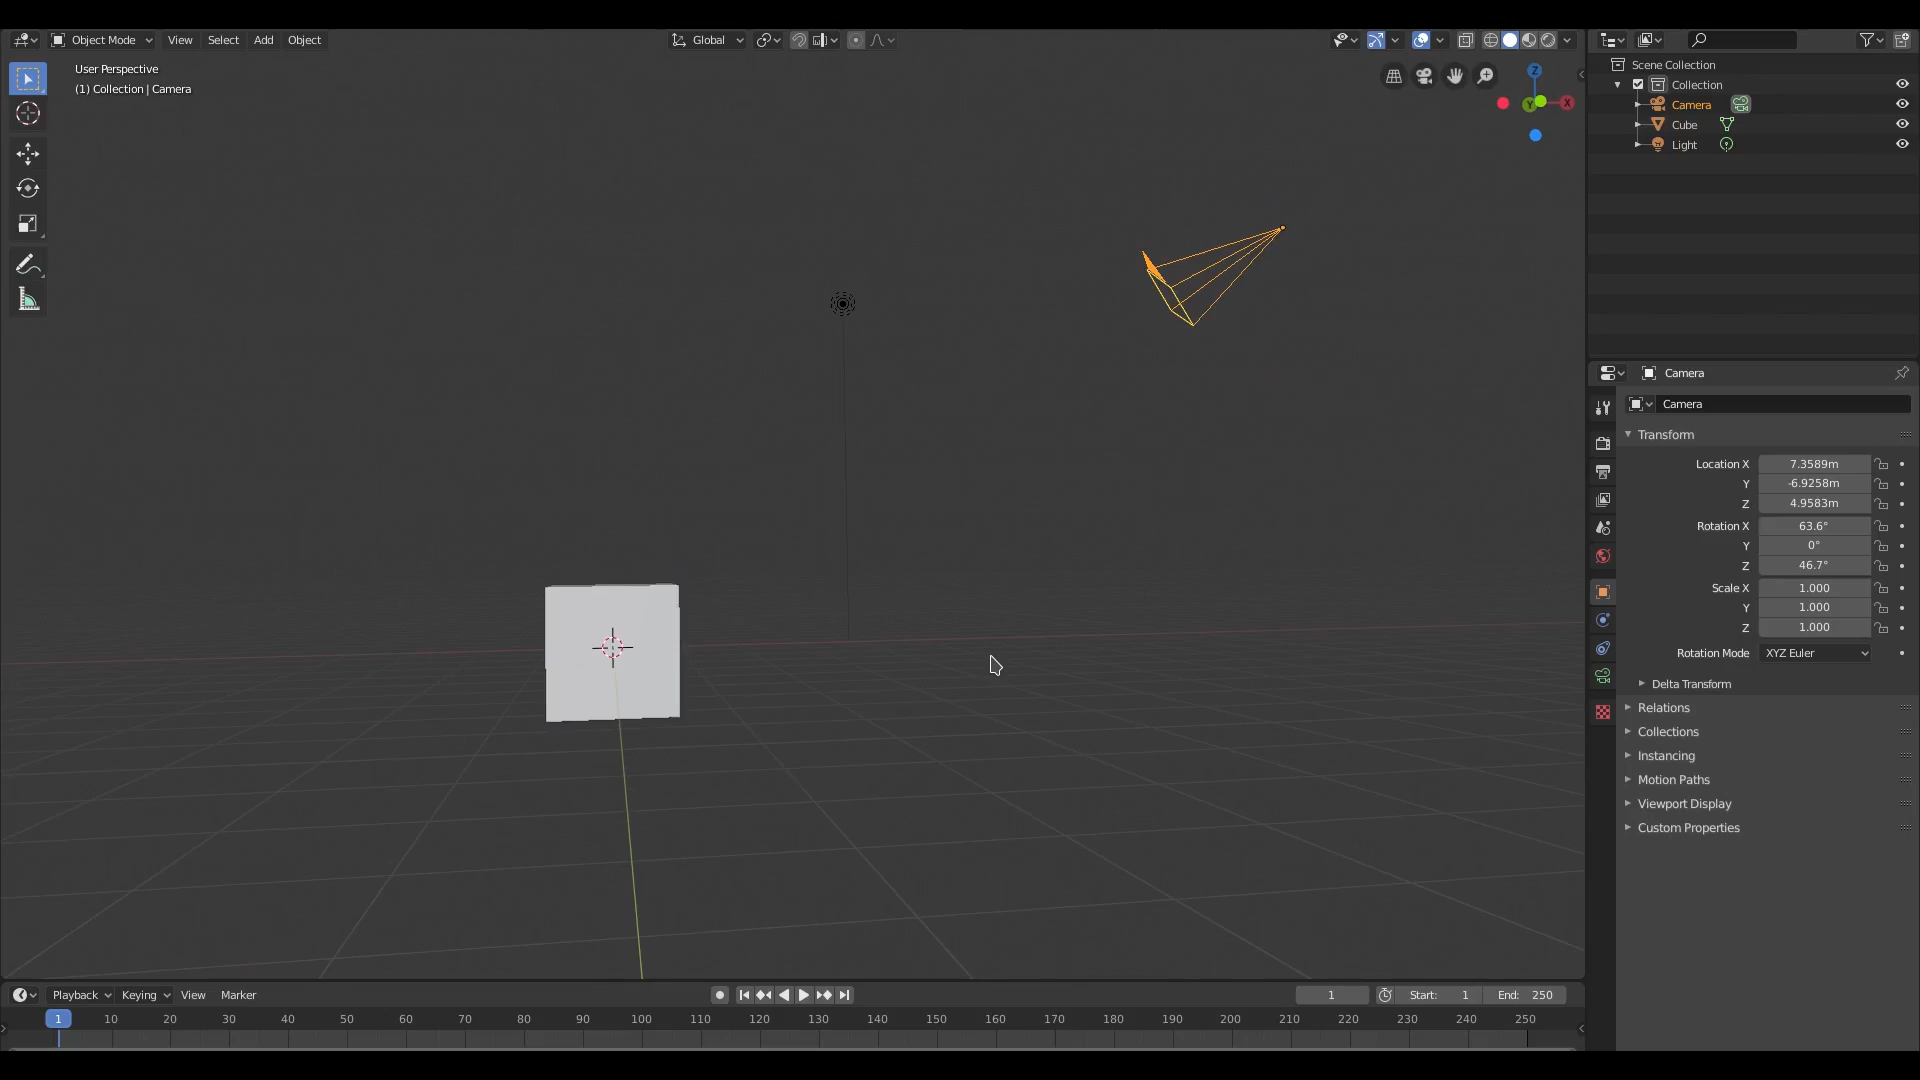 Object Mode View Select Add Object Global
User Perspective
(1) Collection | Camera
Z
Y X
Scene Collection
Collection
Camera
Cube
Light
Camera
Camera
Transform
Location X 7.3589m
Y -6.9258m
Z 4.9583m
Rotation X 63.6°
Y 0°
Z 46.7°
Scale X 1.000
Y 1.000
Z 1.000
Rotation Mode XYZ Euler
Delta Transform
Relations
Collections
Instancing
Motion Paths
Viewport Display
Custom Properties
Playback Keying View Marker 1 Start: 1 End: 250
1 10 20 30 40 50 60 70 80 90 100 110 120 130 140 150 160 170 180 190 200 210 220 230 240 250